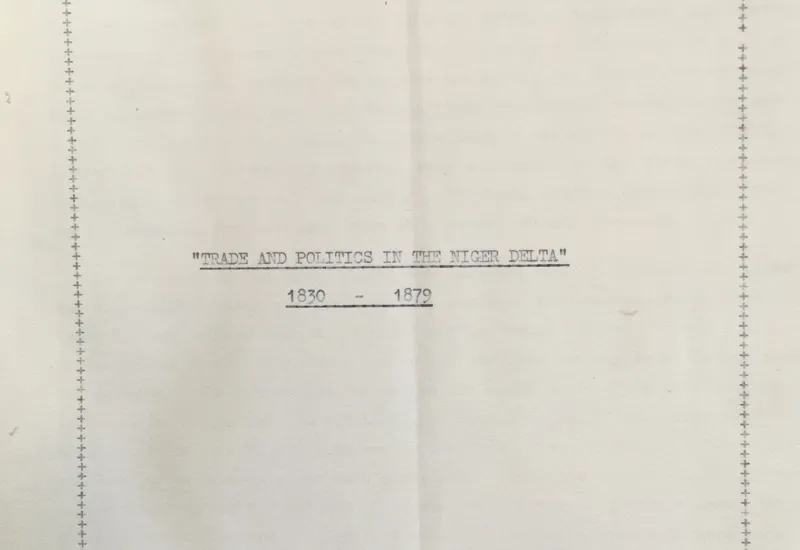 "TRADE AND POLITICS IN THE NIGER DELTA"
1830 - 1879